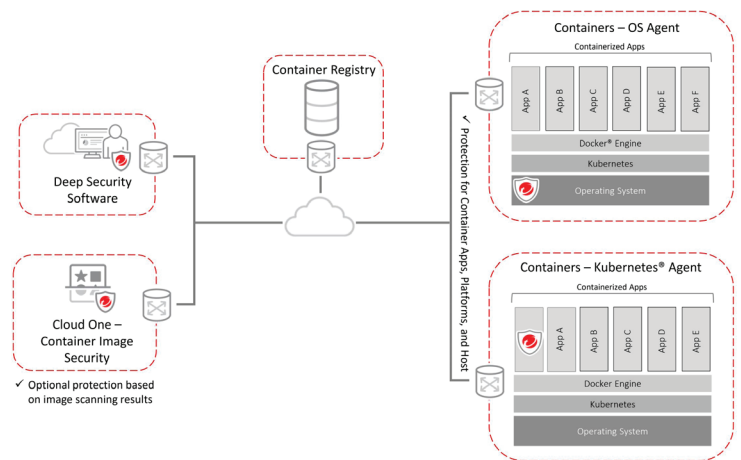 Containers – OS Agent
Containerized Apps
App A
App B
App C
App D
App E
App F
Docker® Engine
Kubernetes
Operating System
Container Registry
Deep Security
Software
✓ Protection for Container Apps, Platforms, and Host
Cloud One –
Container Image
Security
✓ Optional protection based
on image scanning results
Containers – Kubernetes® Agent
Containerized Apps
App A
App B
App C
App D
App E
Docker Engine
Kubernetes
Operating System